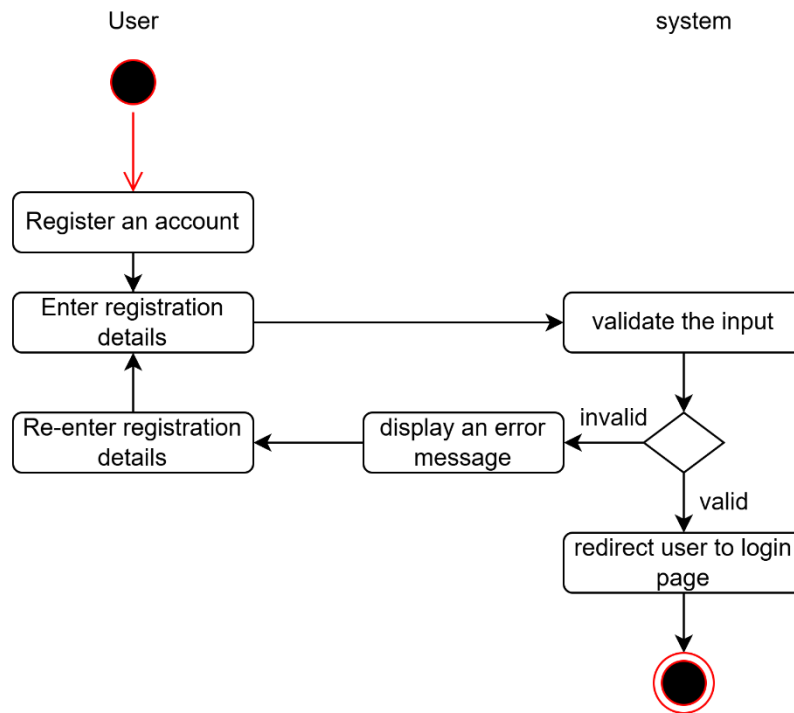 User
system
Register an account
Enter registration
details
validate the input
Re-enter registration
details
display an error
message
invalid
valid
redirect user to login
page